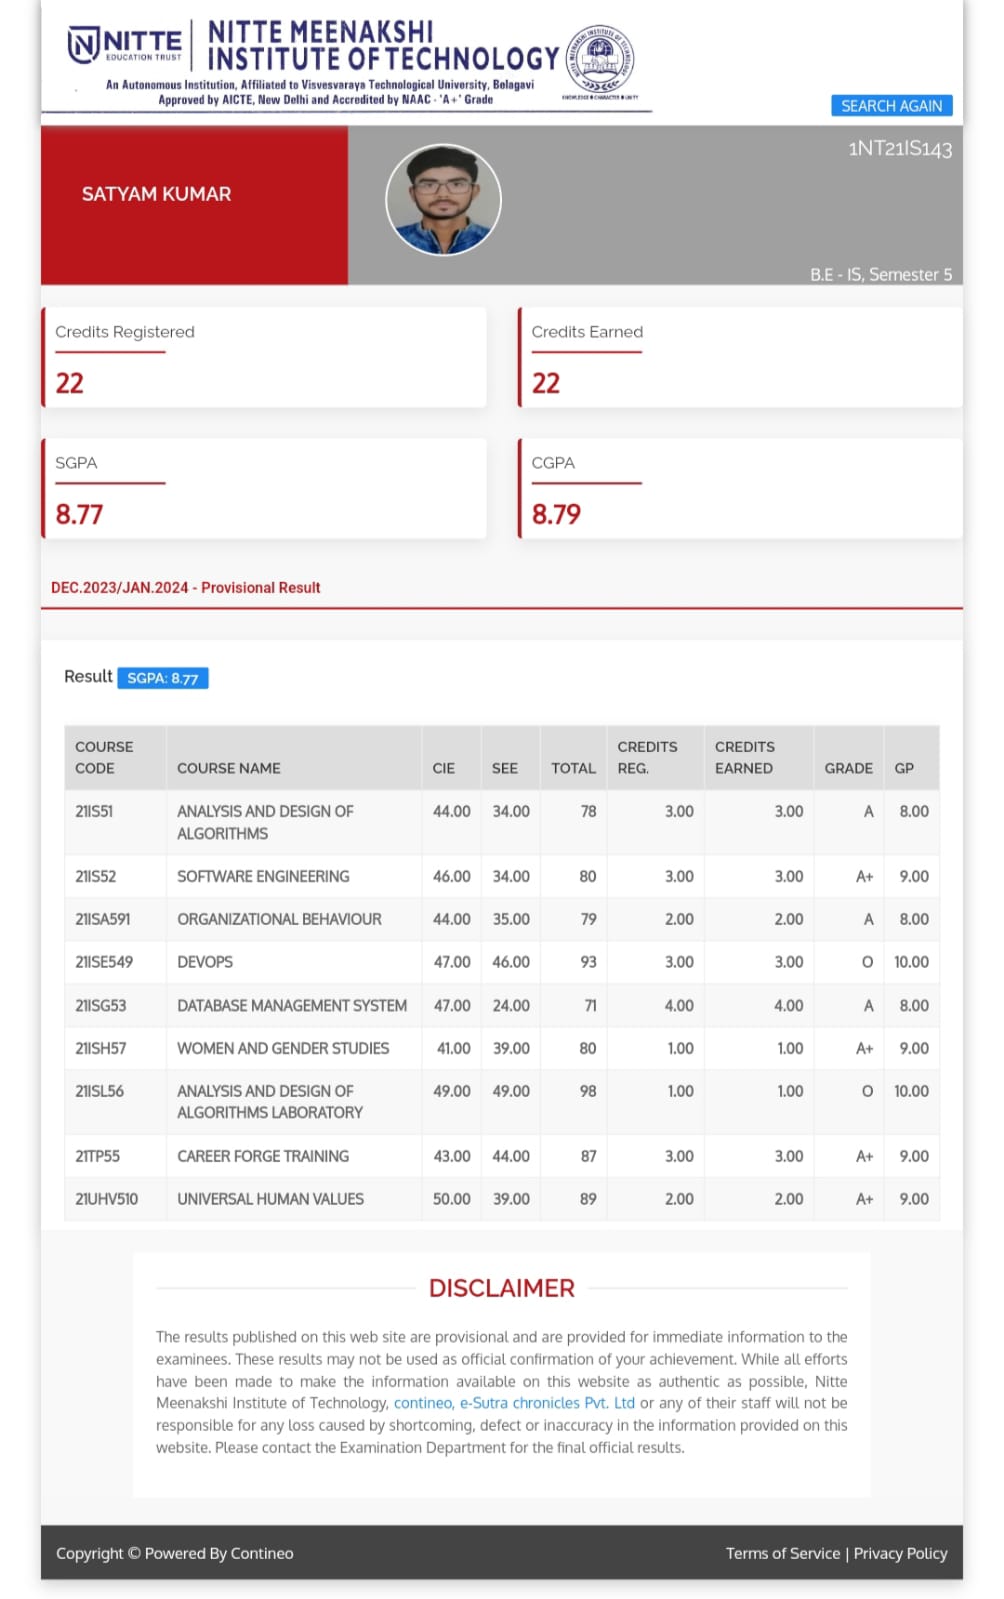 NITTE
EDUCATION TRUST
NITTE MEENAKSHI
INSTITUTE OF TECHNOLOGY
An Autonomous Institution, Affiliated to Visvesvaraya Technological University, Belagavi
Approved by AICTE, New Delhi and Accredited by NAAC - 'A+' Grade
SEARCH AGAIN
SATYAM KUMAR
1NT21IS143
B.E - IS, Semester 5
Credits Registered
22
Credits Earned
22
SGPA
8.77
CGPA
8.79
DEC.2023/JAN.2024 - Provisional Result
Result SGPA: 8.77
COURSE CODE COURSE NAME CIE SEE TOTAL CREDITS REG. CREDITS EARNED GRADE GP
21IS51 ANALYSIS AND DESIGN OF 44.00 34.00 78 3.00 3.00 A 8.00
ALGORITHMS
21IS52 SOFTWARE ENGINEERING 46.00 34.00 80 3.00 3.00 A+ 9.00
21ISA591 ORGANIZATIONAL BEHAVIOUR 44.00 35.00 79 2.00 2.00 A 8.00
21ISE549 DEVOPS 47.00 46.00 93 3.00 3.00 O 10.00
21ISG53 DATABASE MANAGEMENT SYSTEM 47.00 24.00 71 4.00 4.00 A 8.00
21ISH57 WOMEN AND GENDER STUDIES 41.00 39.00 80 1.00 1.00 A+ 9.00
21ISL56 ANALYSIS AND DESIGN OF 49.00 49.00 98 1.00 1.00 O 10.00
ALGORITHMS LABORATORY
21TP55 CAREER FORGE TRAINING 43.00 44.00 87 3.00 3.00 A+ 9.00
21UHV510 UNIVERSAL HUMAN VALUES 50.00 39.00 89 2.00 2.00 A+ 9.00
DISCLAIMER
The results published on this web site are provisional and are provided for immediate information to the
examinees. These results may not be used as official confirmation of your achievement. While all efforts
have been made to make the information available on this website as authentic as possible, Nitte
Meenakshi Institute of Technology, contineo, e-Sutra chronicles Pvt. Ltd or any of their staff will not be
responsible for any loss caused by shortcoming, defect or inaccuracy in the information provided on this
website. Please contact the Examination Department for the final official results.
Copyright © Powered By Contineo
Terms of Service | Privacy Policy